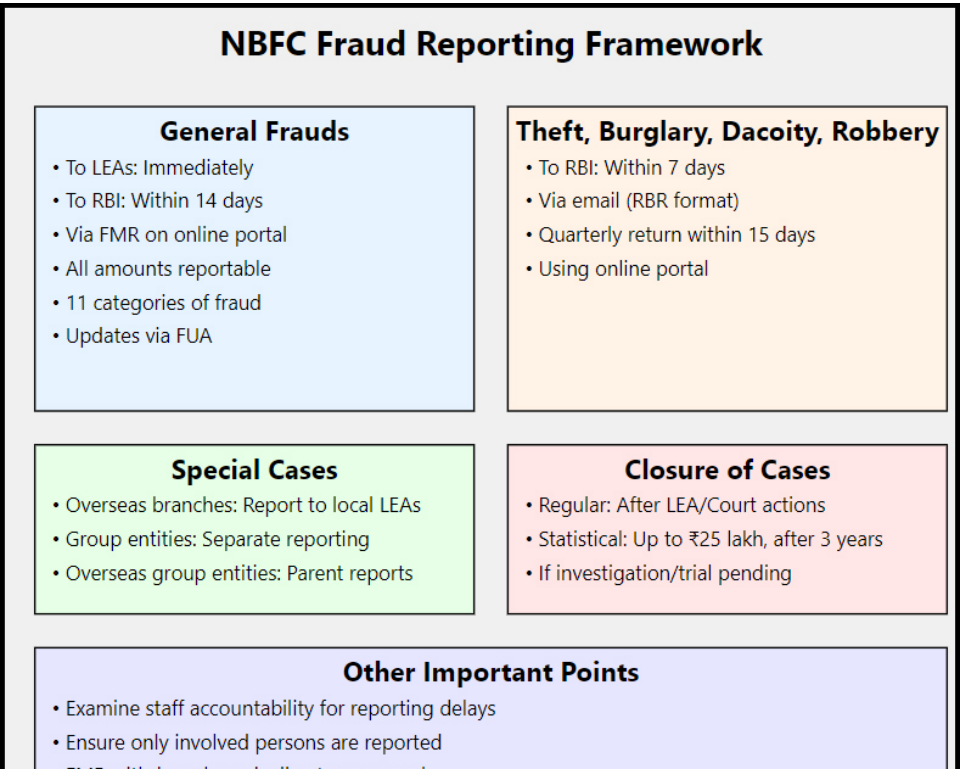 NBFC Fraud Reporting Framework
General Frauds
• To LEAs: Immediately
• To RBI: Within 14 days
• Via FMR on online portal
• All amounts reportable
• 11 categories of fraud
• Updates via FUA
Theft, Burglary, Dacoity, Robbery
• To RBI: Within 7 days
• Via email (RBR format)
• Quarterly return within 15 days
• Using online portal
Special Cases
• Overseas branches: Report to local LEAs
• Group entities: Separate reporting
• Overseas group entities: Parent reports
Closure of Cases
• Regular: After LEA/Court actions
• Statistical: Up to ₹25 lakh, after 3 years
• If investigation/trial pending
Other Important Points
• Examine staff accountability for reporting delays
• Ensure only involved persons are reported